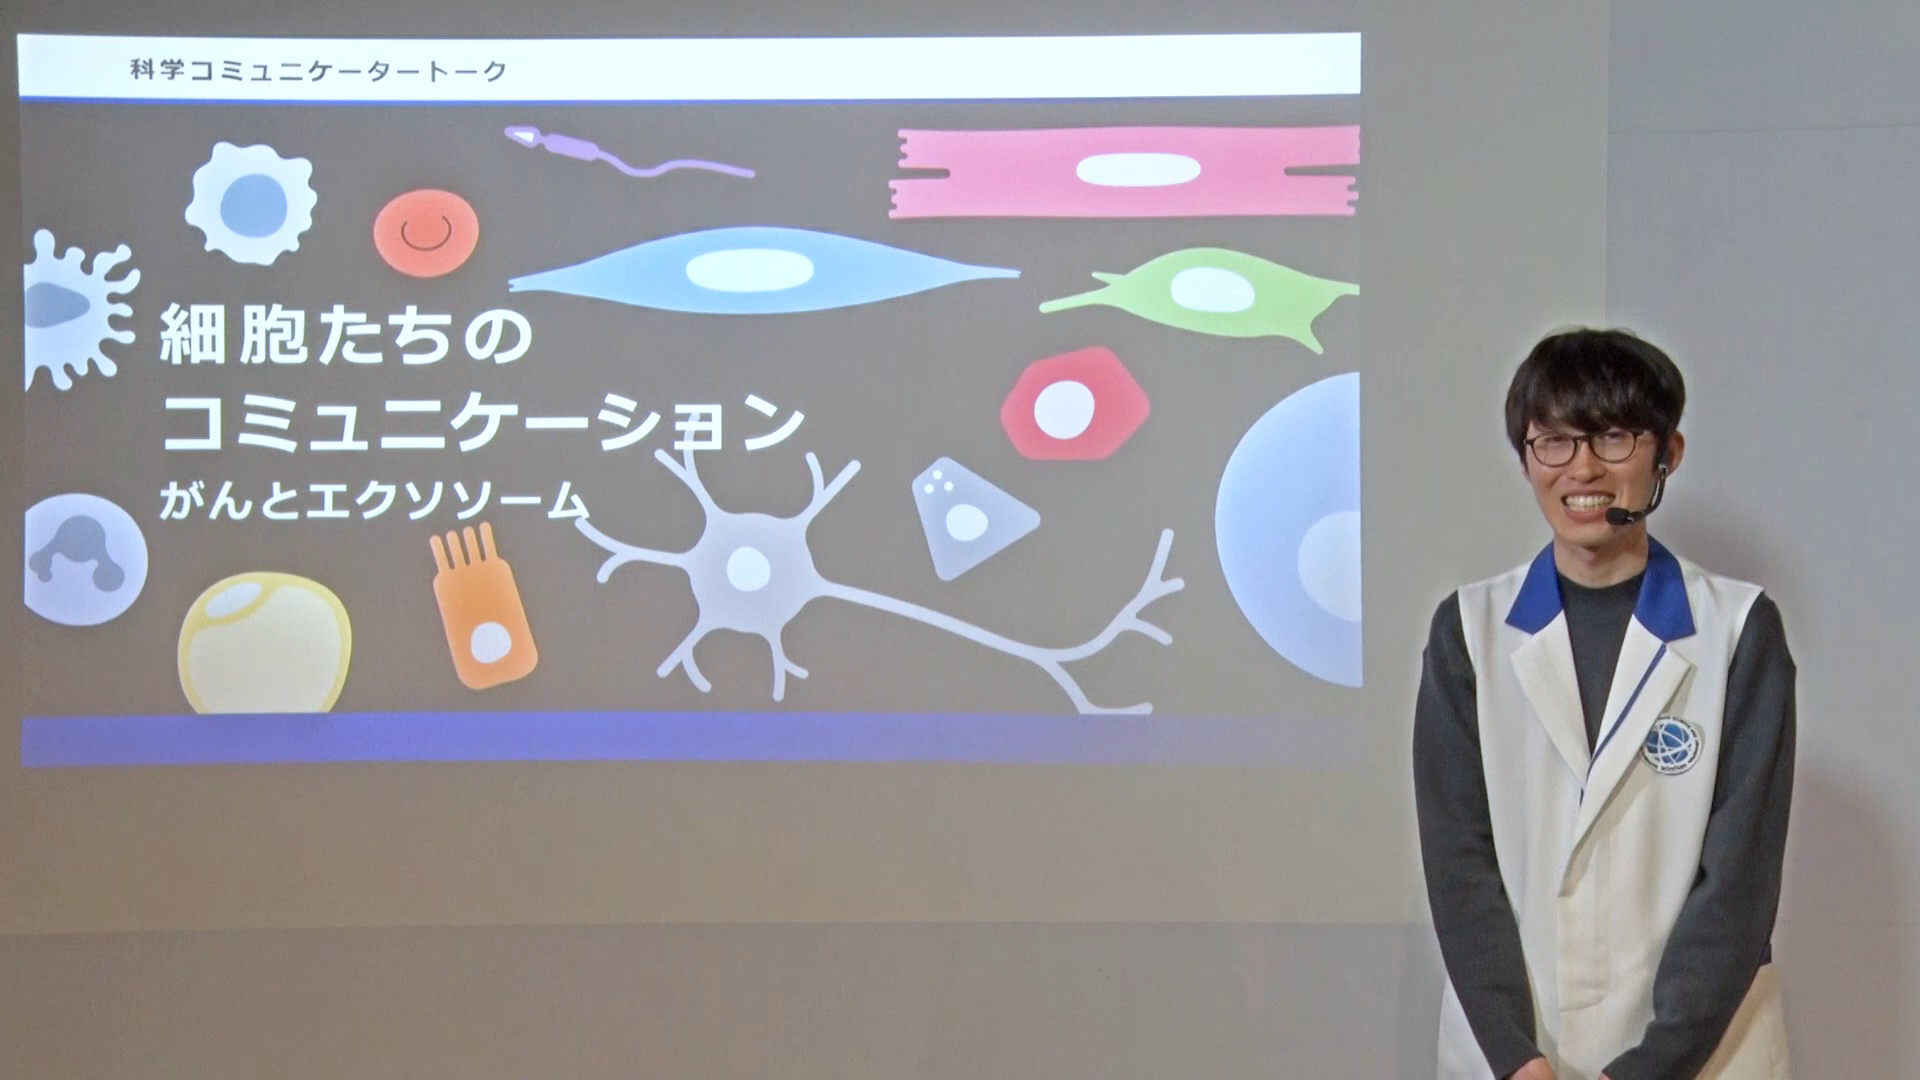 科学コミュニケータートーク
細胞たちの
コミュニケーション
がんとエクソソーム